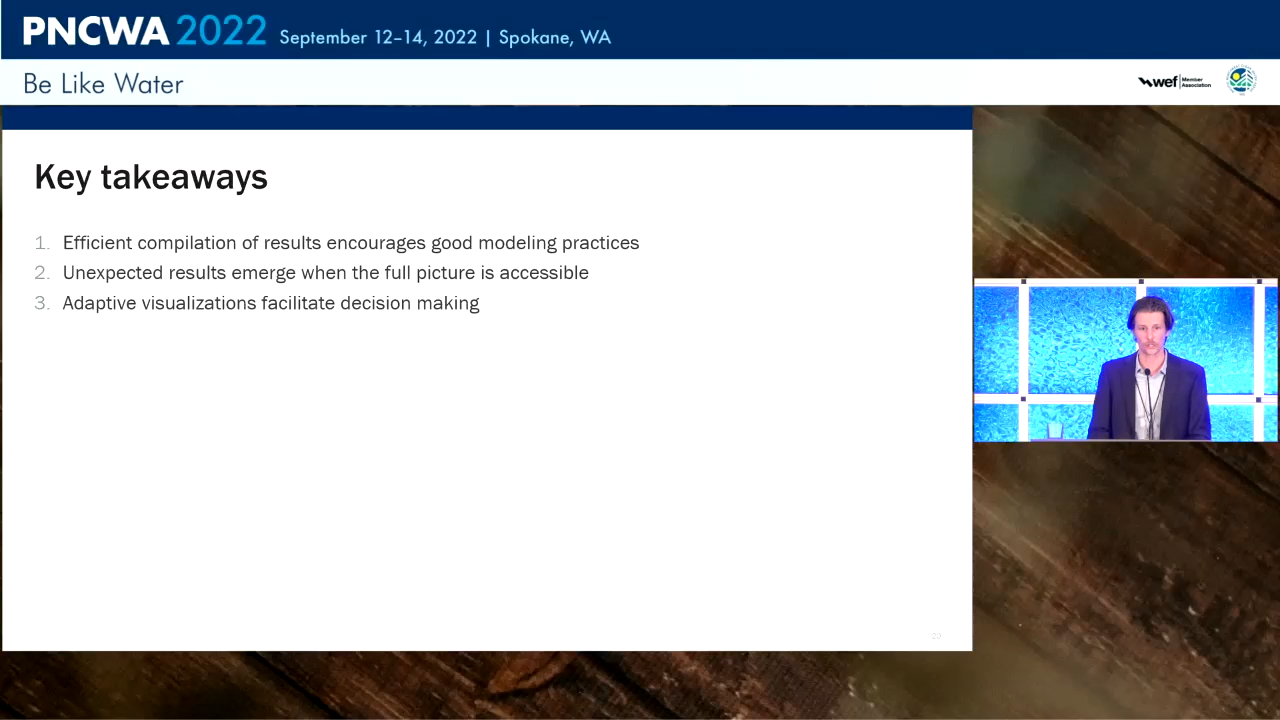 PNCWA 2022 September 12–14, 2022 | Spokane, WA
Be Like Water
wef Member Association
Key takeaways
1. Efficient compilation of results encourages good modeling practices
2. Unexpected results emerge when the full picture is accessible
3. Adaptive visualizations facilitate decision making
20